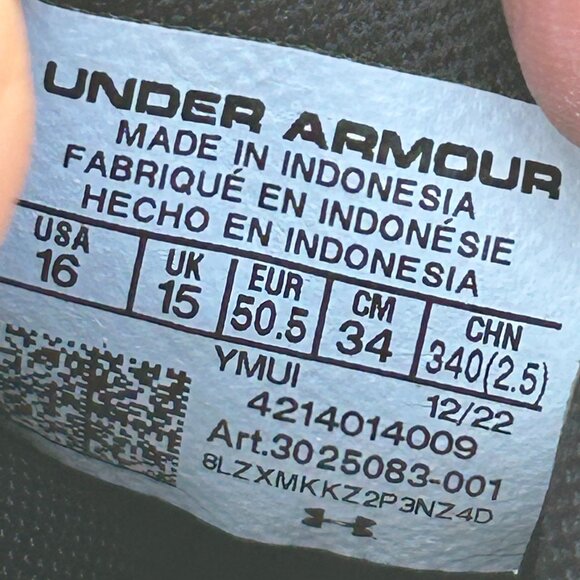 UNDER ARMOUR
MADE IN INDONESIA
FABRIQUÉ EN INDONÉSIE
HECHO EN INDONESIA
USA UK EUR CM CHN
16 15 50.5 34 340(2.5)
YMUI 12/22
4214014009
Art.3025083-001
8LZXMKKZ2P3NZ4D